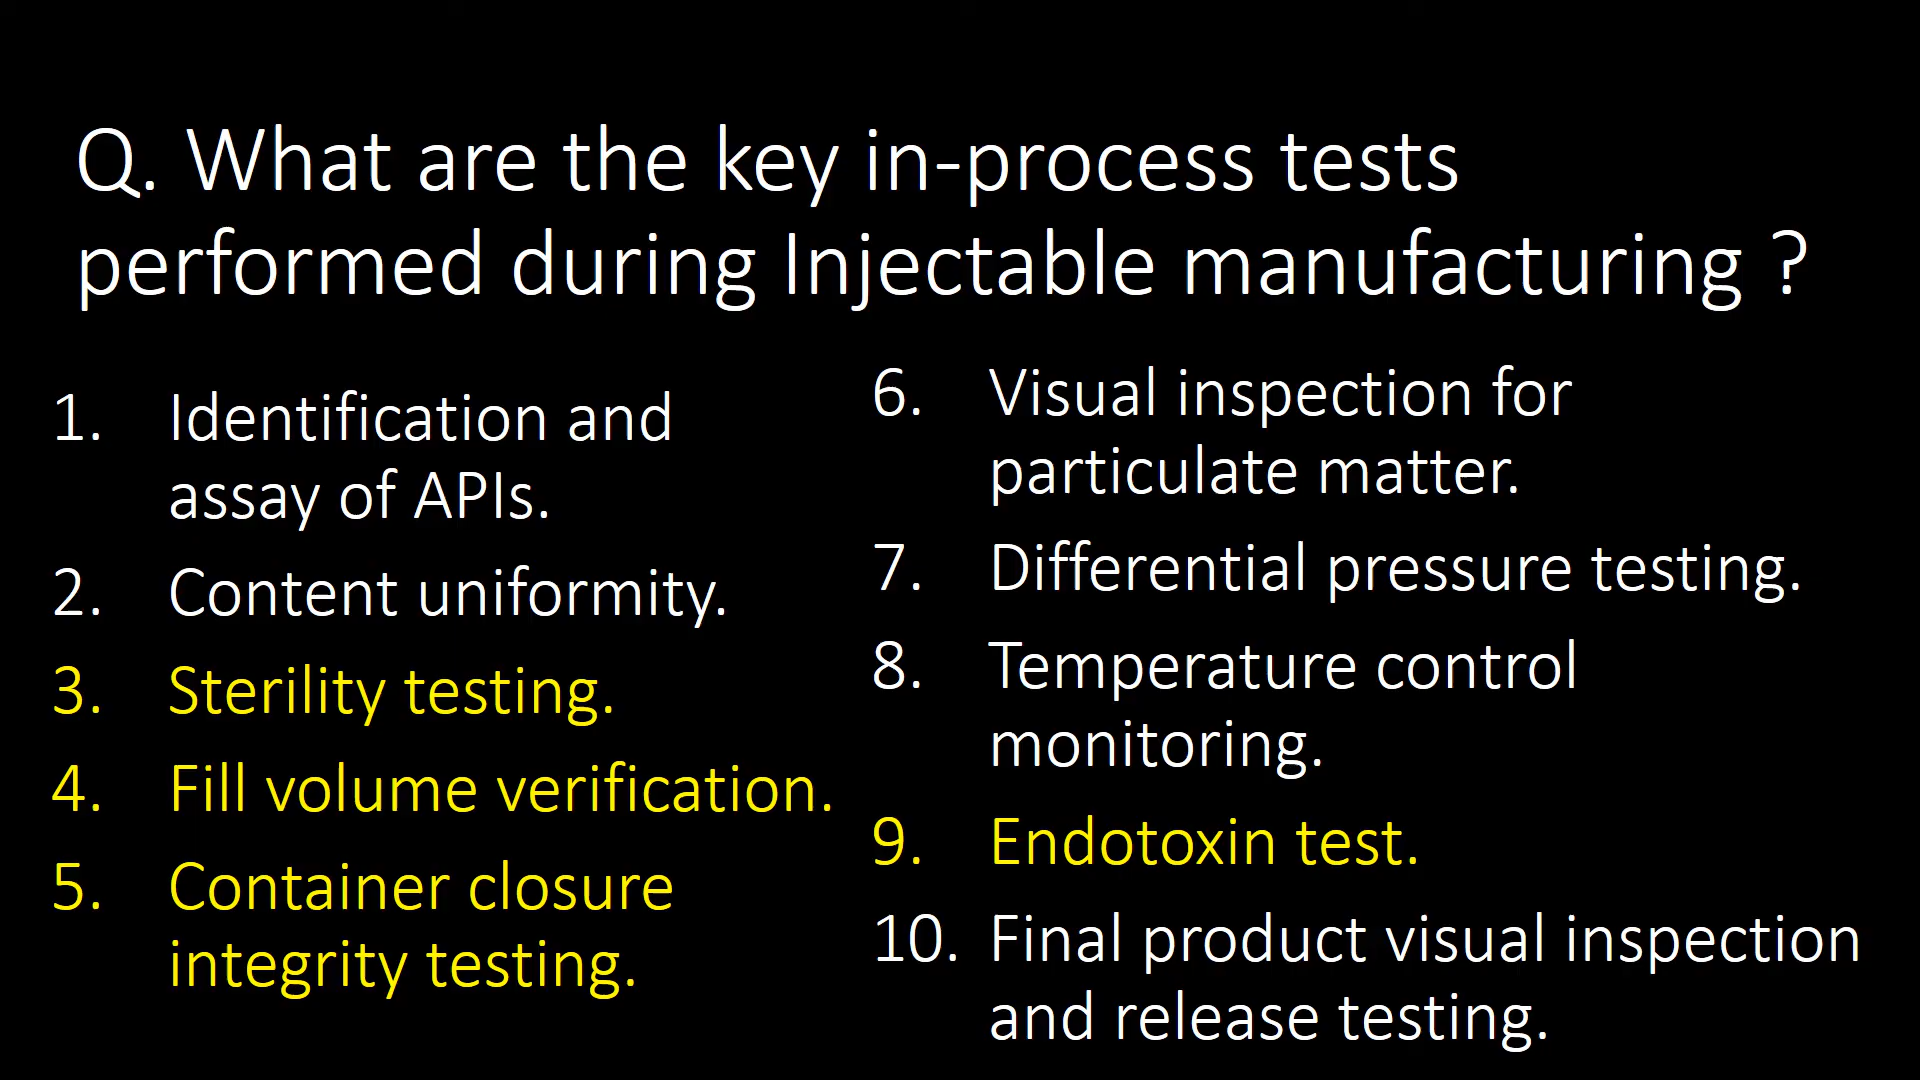 Q. What are the key in-process tests
performed during Injectable manufacturing ?
1. Identification and
assay of APIs.
2. Content uniformity.
3. Sterility testing.
4. Fill volume verification.
5. Container closure
integrity testing.
6. Visual inspection for
particulate matter.
7. Differential pressure testing.
8. Temperature control
monitoring.
9. Endotoxin test.
10. Final product visual inspection
and release testing.